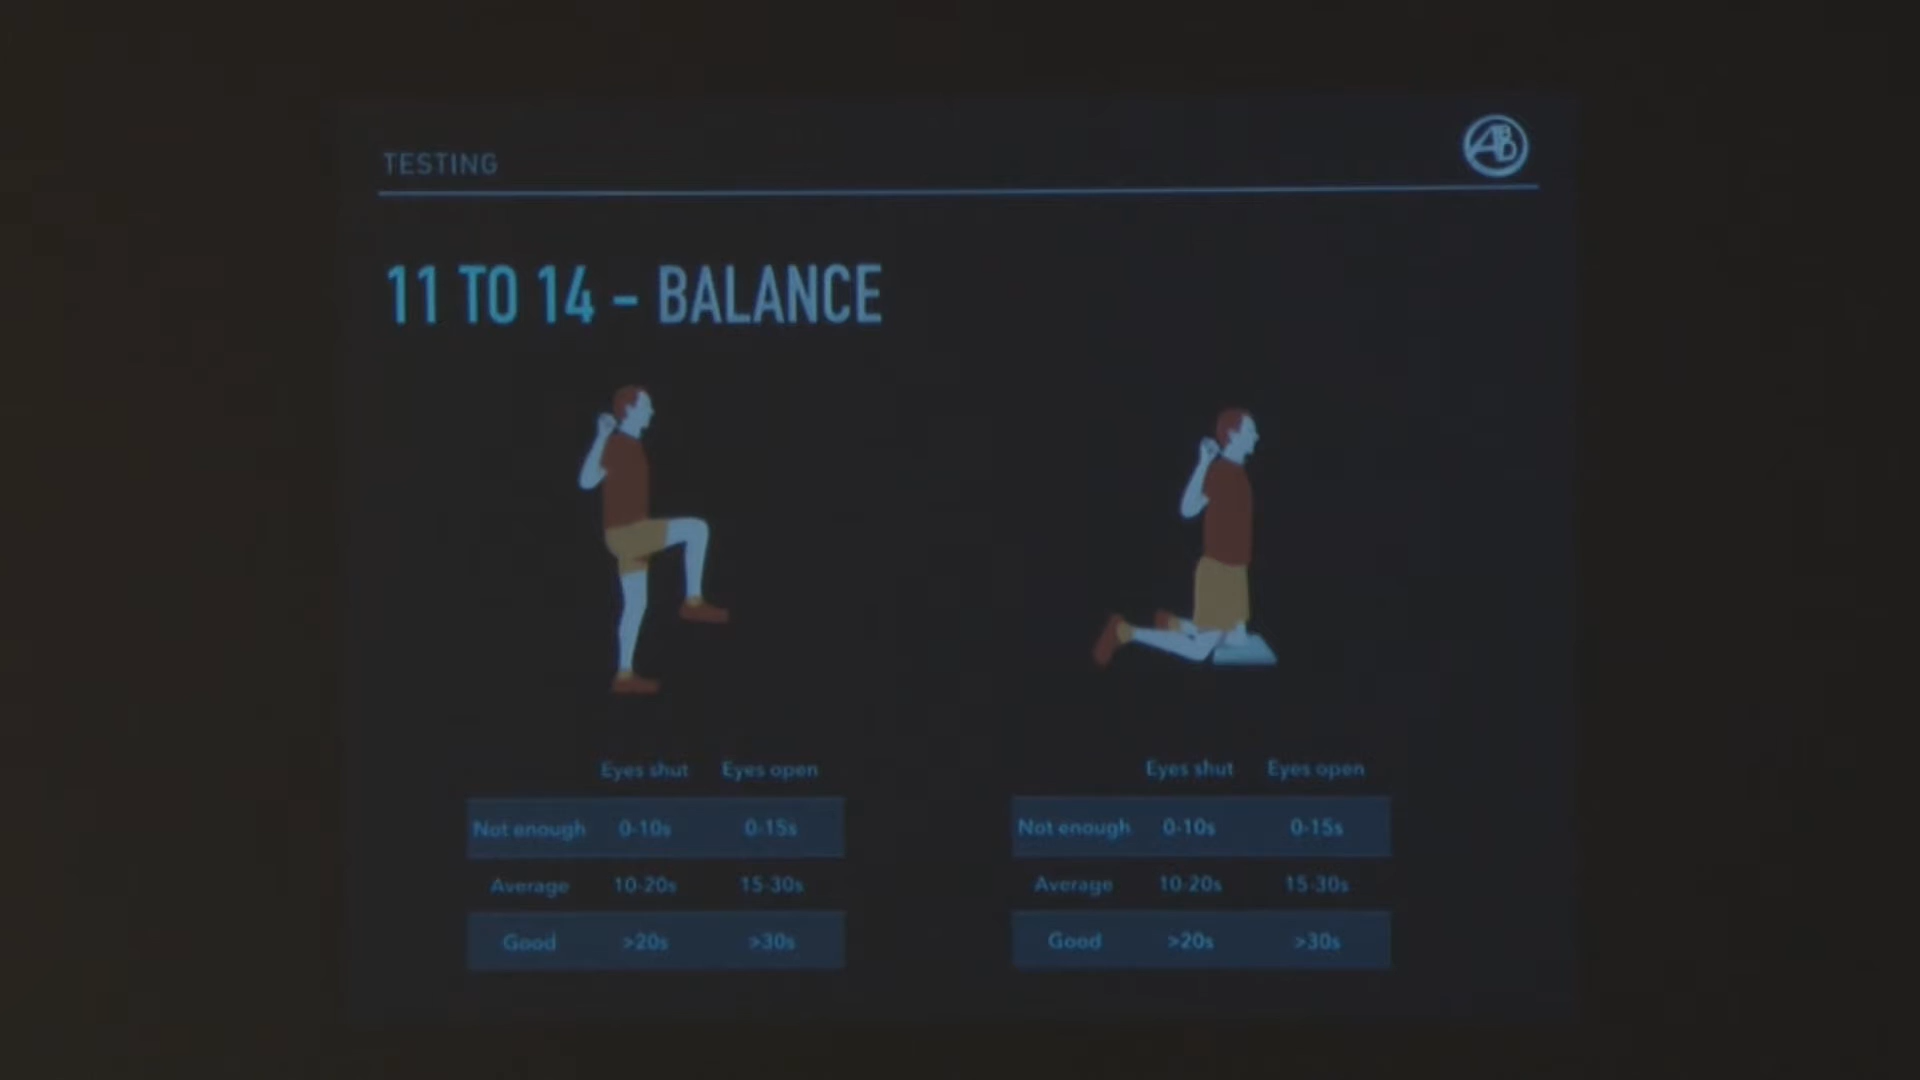 TESTING
ABD
11 TO 14 - BALANCE
Eyes shut Eyes open
Not enough 0-10s 0-15s
Average 10-20s 15-30s
Good >20s >30s
Eyes shut Eyes open
Not enough 0-10s 0-15s
Average 10-20s 15-30s
Good >20s >30s